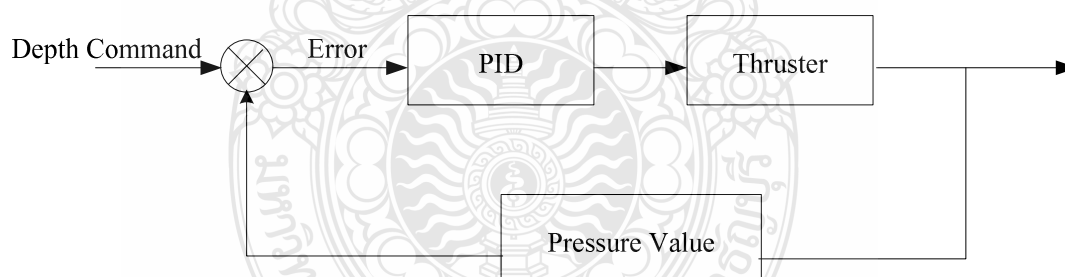 Depth Command
Error
PID
Thruster
Pressure Value